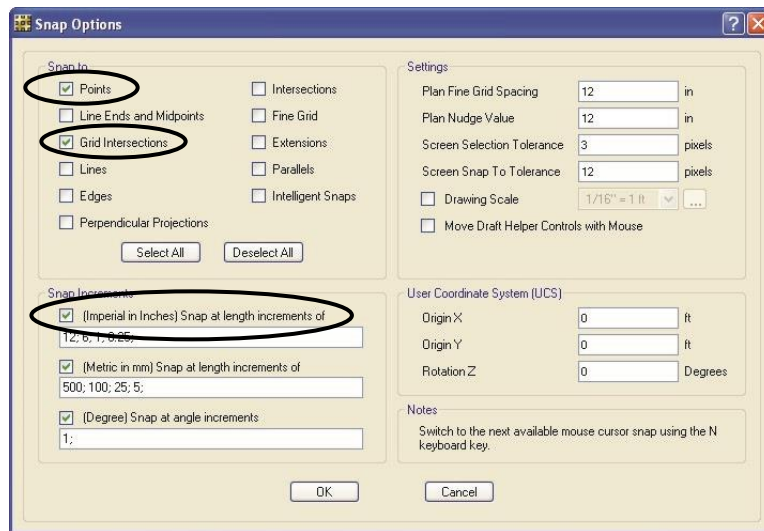 Snap Options
Snap to
Points
Intersections
Line Ends and Midpoints
Fine Grid
Grid Intersections
Extensions
Lines
Parallels
Edges
Intelligent Snaps
Perpendicular Projections
Select All
Deselect All
Snap Increments
(Imperial in Inches) Snap at length increments of
12; 6; 1; 0.25;
(Metric in mm) Snap at length increments of
500; 100; 25; 5;
(Degree) Snap at angle increments
1;
Settings
Plan Fine Grid Spacing 12 in
Plan Nudge Value 12 in
Screen Selection Tolerance 3 pixels
Screen Snap To Tolerance 12 pixels
Drawing Scale 1/16" = 1 ft ...
Move Draft Helper Controls with Mouse
User Coordinate System (UCS)
Origin X 0 ft
Origin Y 0 ft
Rotation Z 0 Degrees
Notes
Switch to the next available mouse cursor snap using the N
keyboard key.
OK
Cancel